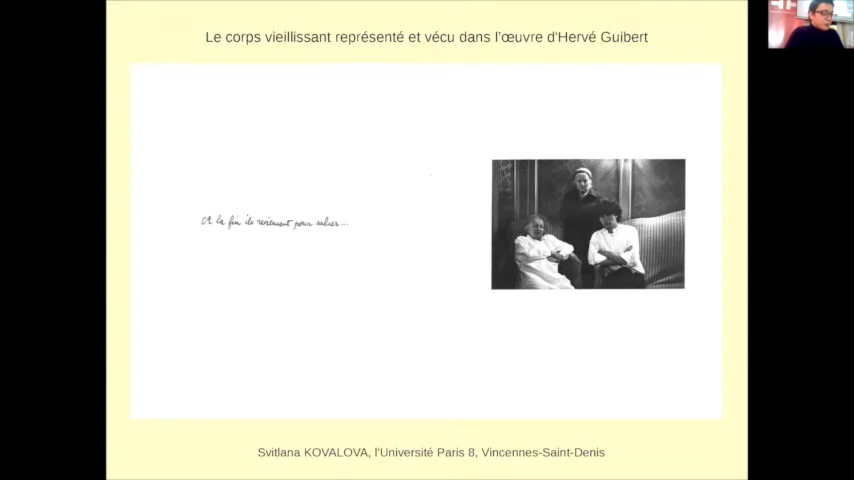 Le corps vieillissant représenté et vécu dans l'œuvre d'Hervé Guibert
A la fin ils reviennent pour saluer...
Svitlana KOVALOVA, l'Université Paris 8, Vincennes-Saint-Denis